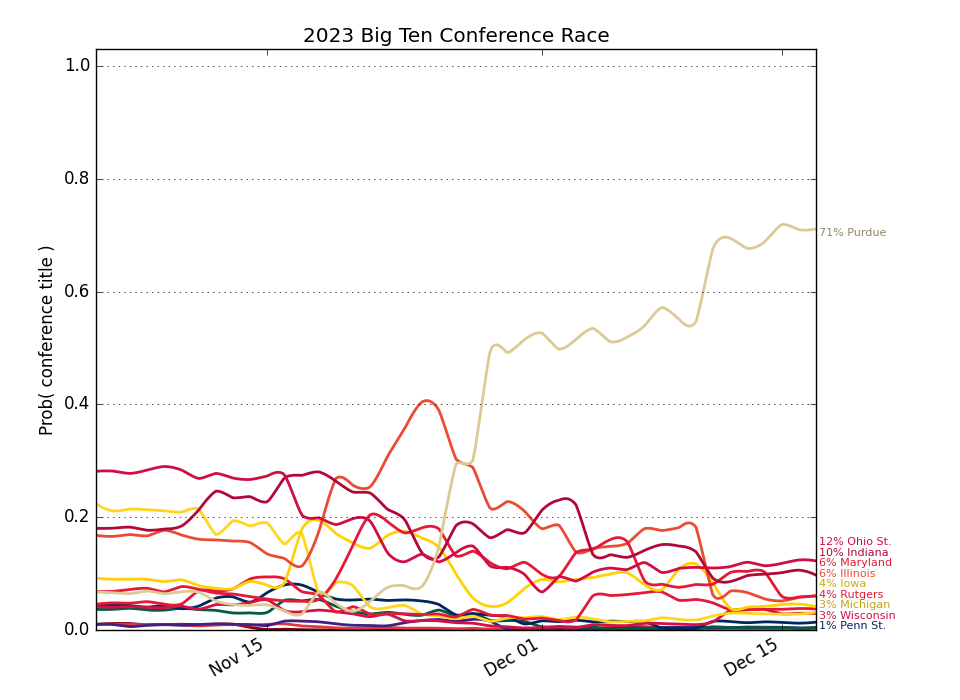 2023 Big Ten Conference Race
Prob( conference title )
1.0
0.8
0.6
0.4
0.2
0.0
Nov 15
Dec 01
Dec 15
71% Purdue
12% Ohio St.
10% Indiana
6% Maryland
6% Illinois
4% Iowa
4% Rutgers
3% Michigan
3% Wisconsin
1% Penn St.